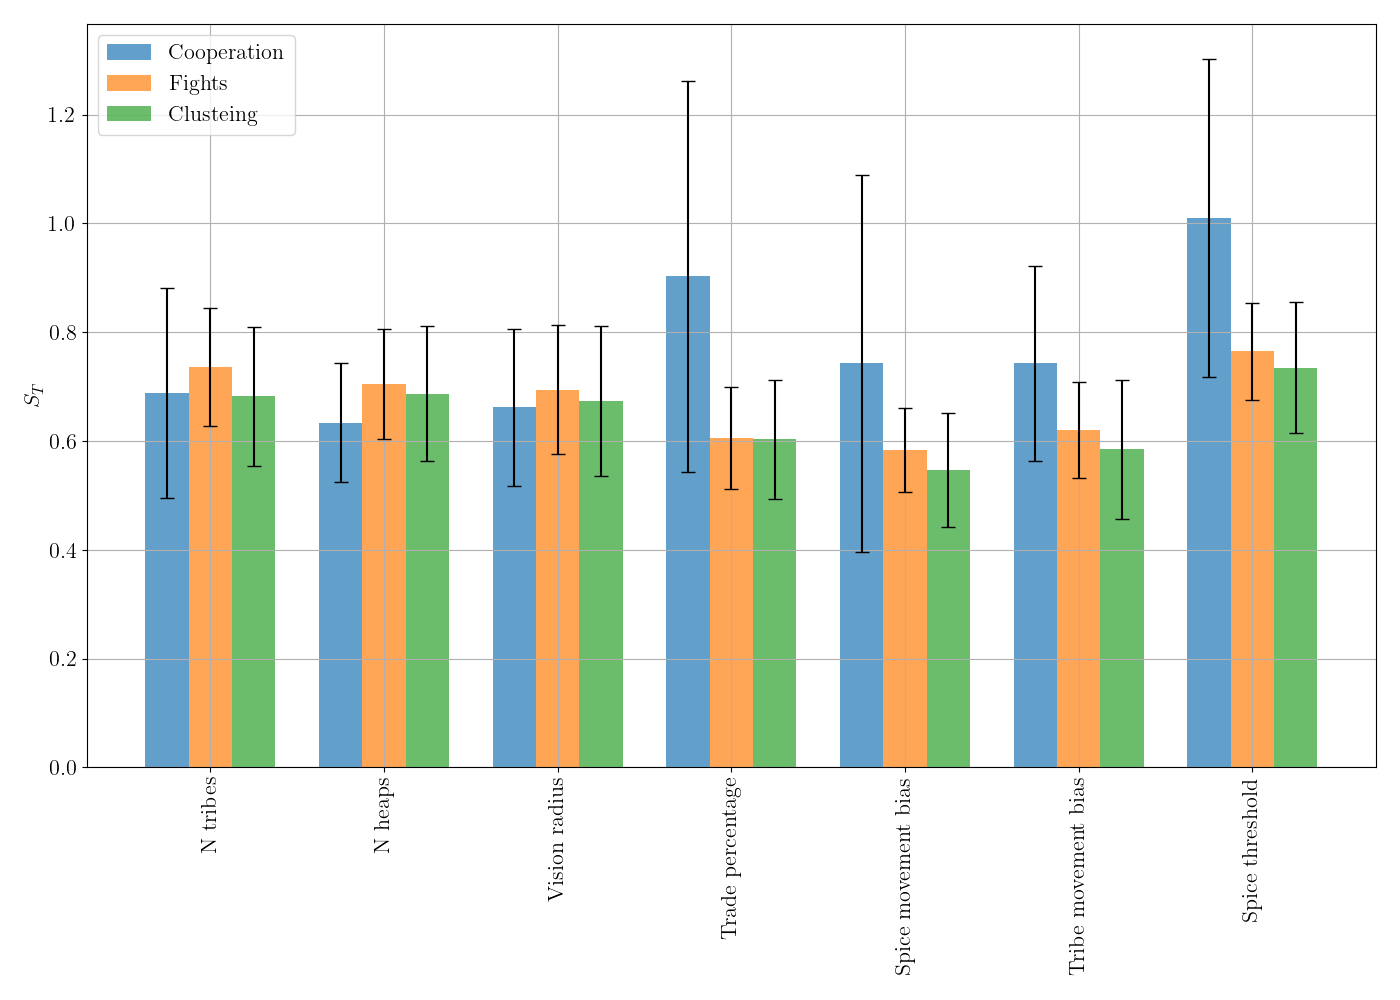 Cooperation
Fights
Clusteing
1.2
1.0
0.8
0.6
0.4
0.2
0.0
S_T
N tribes
N heaps
Vision radius
Trade percentage
Spice movement bias
Tribe movement bias
Spice threshold